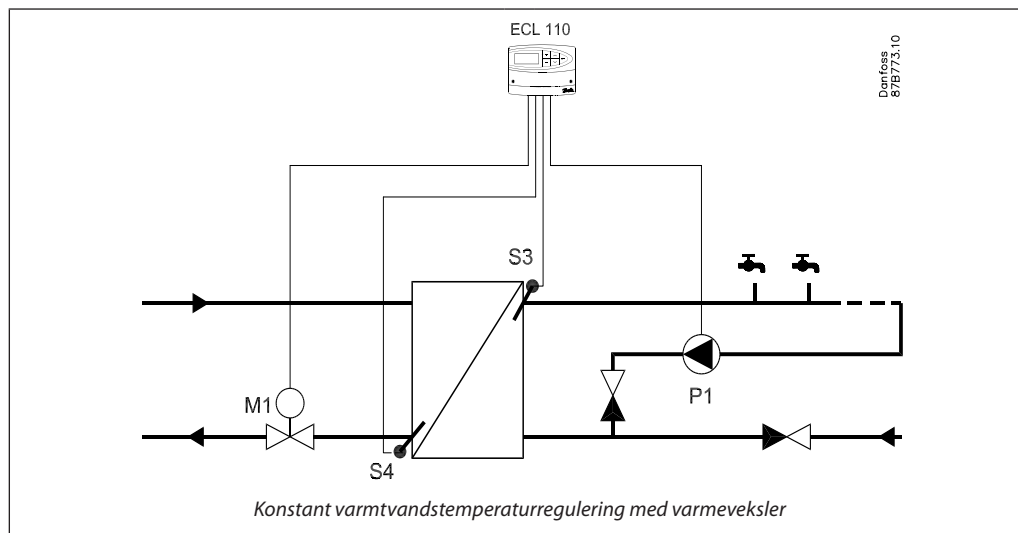 ECL 110
Danfoss
87B773.10
S3
P1
M1
S4
Konstant varmtvandstemperaturregulering med varmeveksler